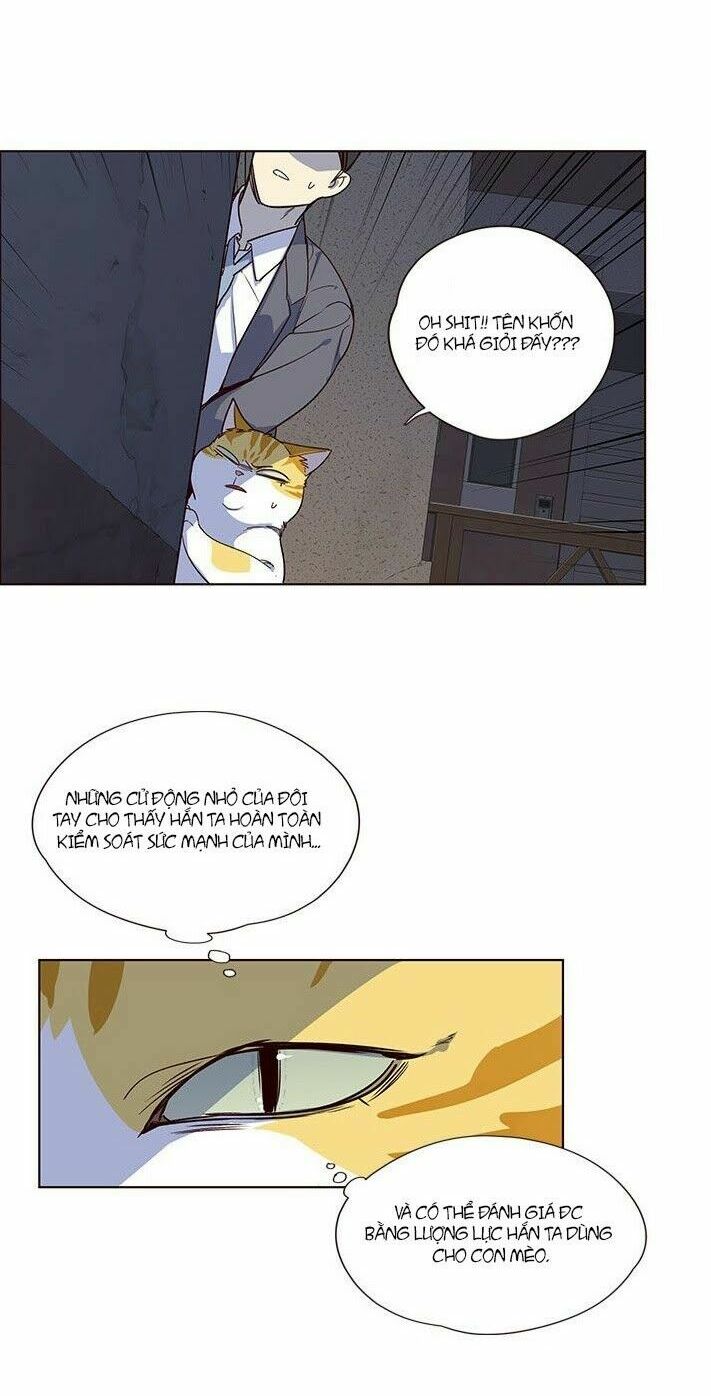 OH SHIT!! TÊN KHỐN
ĐÓ KHÁ GIỎI ĐẤY???
NHỮNG CỬ ĐỘNG NHỎ CỦA ĐÔI
TAY CHO THẤY HẮN TA HOÀN TOÀN
KIỂM SOÁT SỨC MẠNH CỦA MÌNH...
VÀ CÓ THỂ ĐÁNH GIÁ ĐC
BẰNG LƯỢNG LỰC HẮN TA DÙNG
CHO CON MÈO.